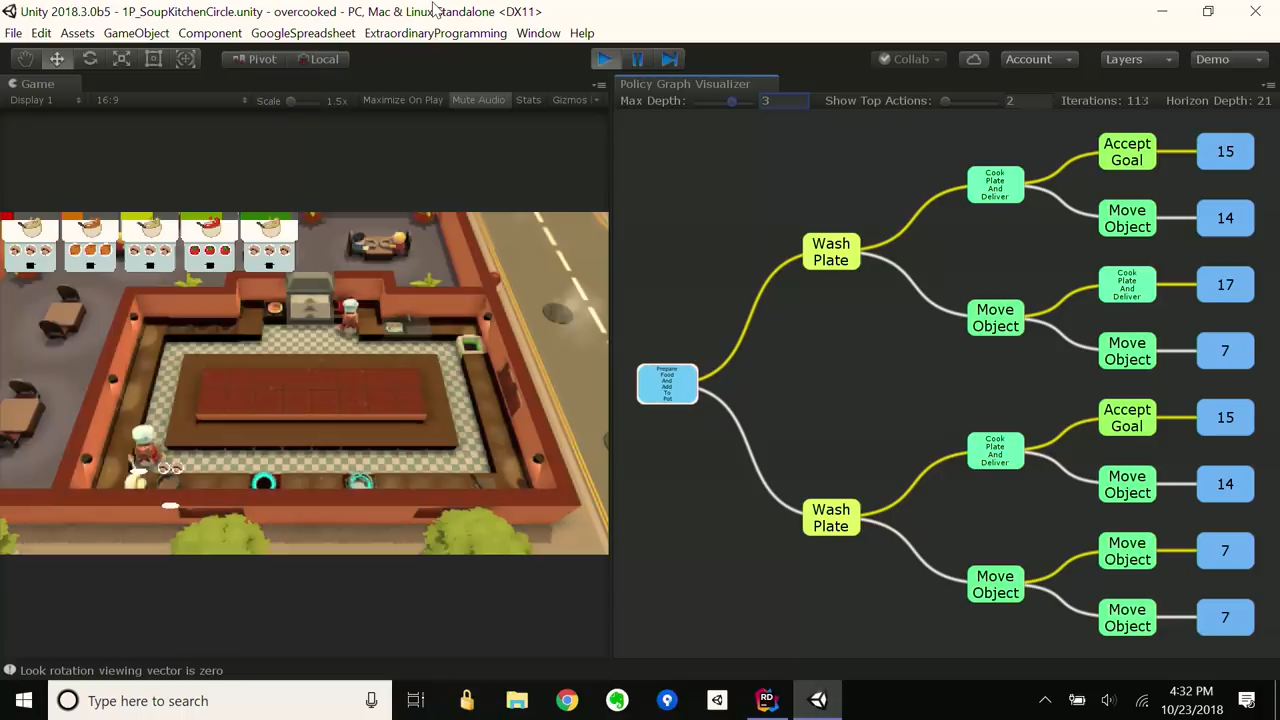 Unity 2018.3.0b5 - 1P_SoupKitchenCircle.unity - overcooked - PC, Mac & Linux Standalone <DX11>
File Edit Assets GameObject Component GoogleSpreadsheet ExtraordinaryProgramming Window Help
Pivot Local Collab Account Layers Demo
Game
Policy Graph Visualizer
Display 1 16:9 Scale 1.5x Maximize On Play Mute Audio Stats Gizmos
Max Depth: 3 Show Top Actions: 2 Iterations: 113 Horizon Depth: 21
Prepare
Food
And
Add
To
Pot
Wash
Plate
Cook
Plate
And
Deliver
Accept
Goal
15
Move
Object
14
Move
Object
Cook
Plate
And
Deliver
17
Move
Object
7
Wash
Plate
Cook
Plate
And
Deliver
Accept
Goal
15
Move
Object
14
Move
Object
Move
Object
7
Move
Object
7
Look rotation viewing vector is zero
Type here to search
RD
4:32 PM
10/23/2018